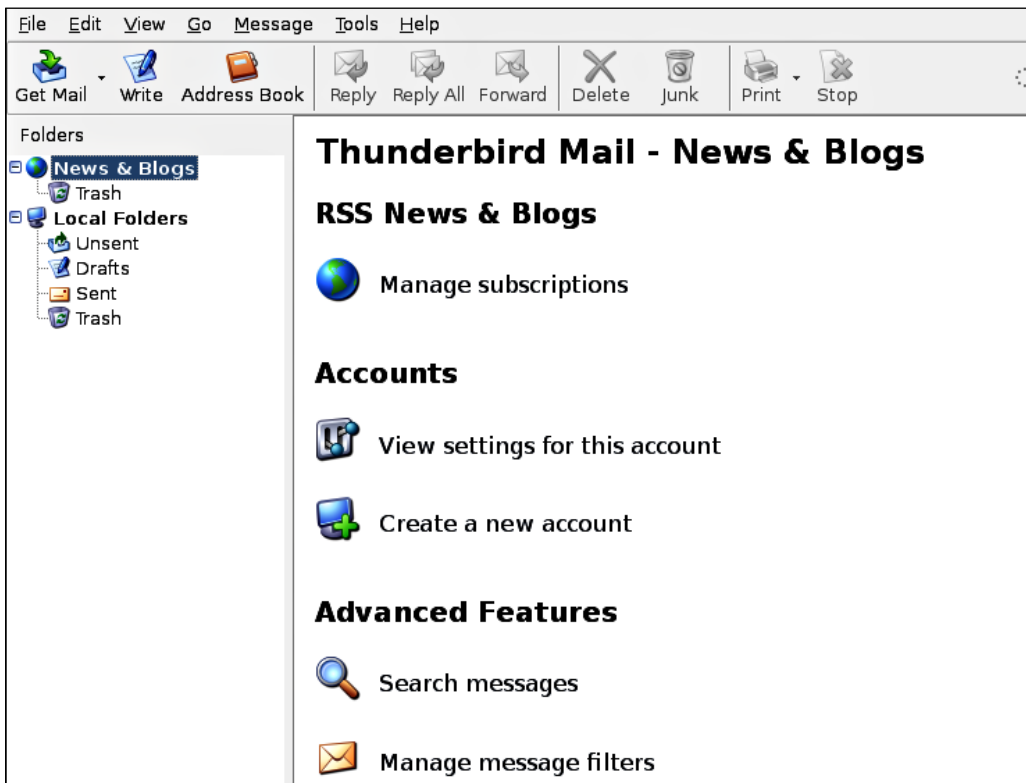 File Edit View Go Message Tools Help
Get Mail Write Address Book Reply Reply All Forward Delete Junk Print Stop
Folders
News & Blogs
Trash
Local Folders
Unsent
Drafts
Sent
Trash
Thunderbird Mail - News & Blogs
RSS News & Blogs
Manage subscriptions
Accounts
View settings for this account
Create a new account
Advanced Features
Search messages
Manage message filters